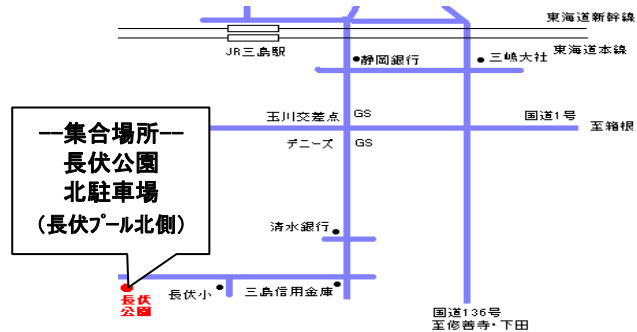 東海道新幹線
東海道本線
JR三島駅
静岡銀行
三嶋大社
玉川交差点
GS
国道1号
至箱根
デニーズ
GS
--集合場所--
長伏公園
北駐車場
(長伏プール北側)
清水銀行
長伏小
三島信用金庫
長伏
公園
国道136号
至修善寺・下田